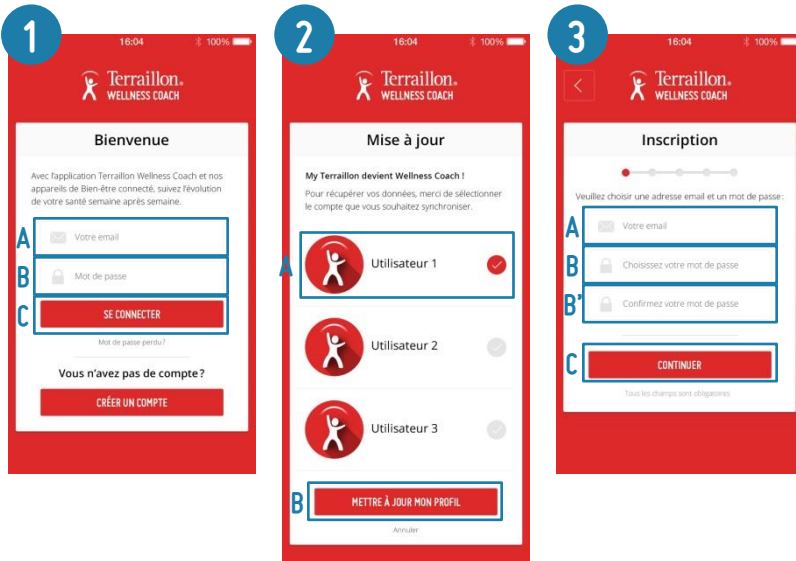 1
16:04
100%
Terraillon.
WELLNESS COACH
Bienvenue
Avec l'application Terraillon Wellness Coach et nos
appareils de Bien-être connecté, suivez l'évolution
de votre santé semaine après semaine.
A
Votre email
B
Mot de passe
C
SE CONNECTER
Mot de passe perdu ?
Vous n'avez pas de compte ?
CRÉER UN COMPTE
2
16:04
100%
Terraillon.
WELLNESS COACH
Mise à jour
My Terraillon devient Wellness Coach !
Pour récupérer vos données, merci de sélectionner
le compte que vous souhaitez synchroniser.
A
Utilisateur 1
Utilisateur 2
Utilisateur 3
B
METTRE À JOUR MON PROFIL
Annuler
3
16:04
100%
Terraillon.
WELLNESS COACH
Inscription
Veuillez choisir une adresse email et un mot de passe:
A
Votre email
B
Choisissez votre mot de passe
B'
Confirmez votre mot de passe
C
CONTINUER
Tous les champs sont obligatoires